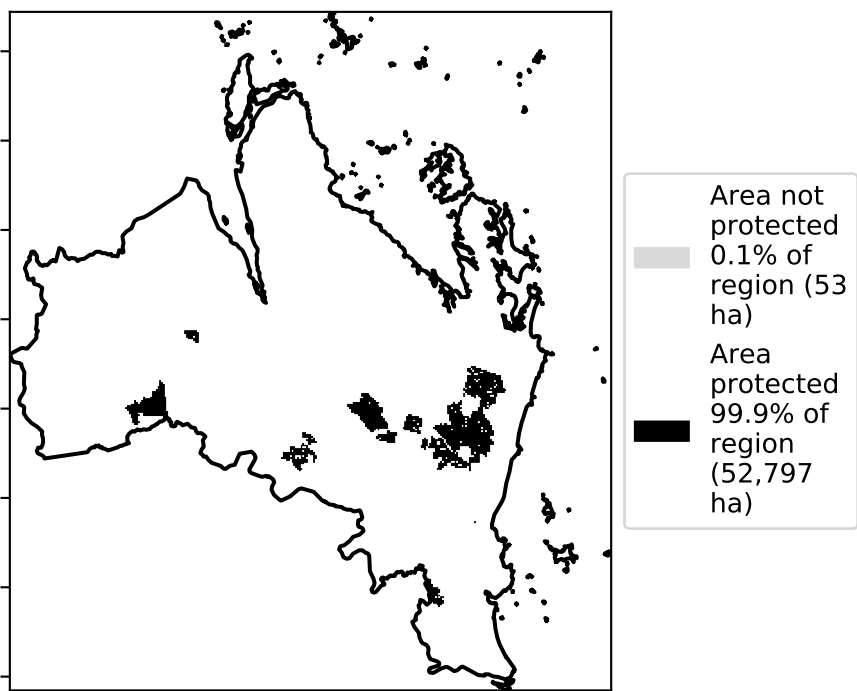 Area not
protected
0.1% of
region (53
ha)
Area
protected
99.9% of
region
(52,797
ha)